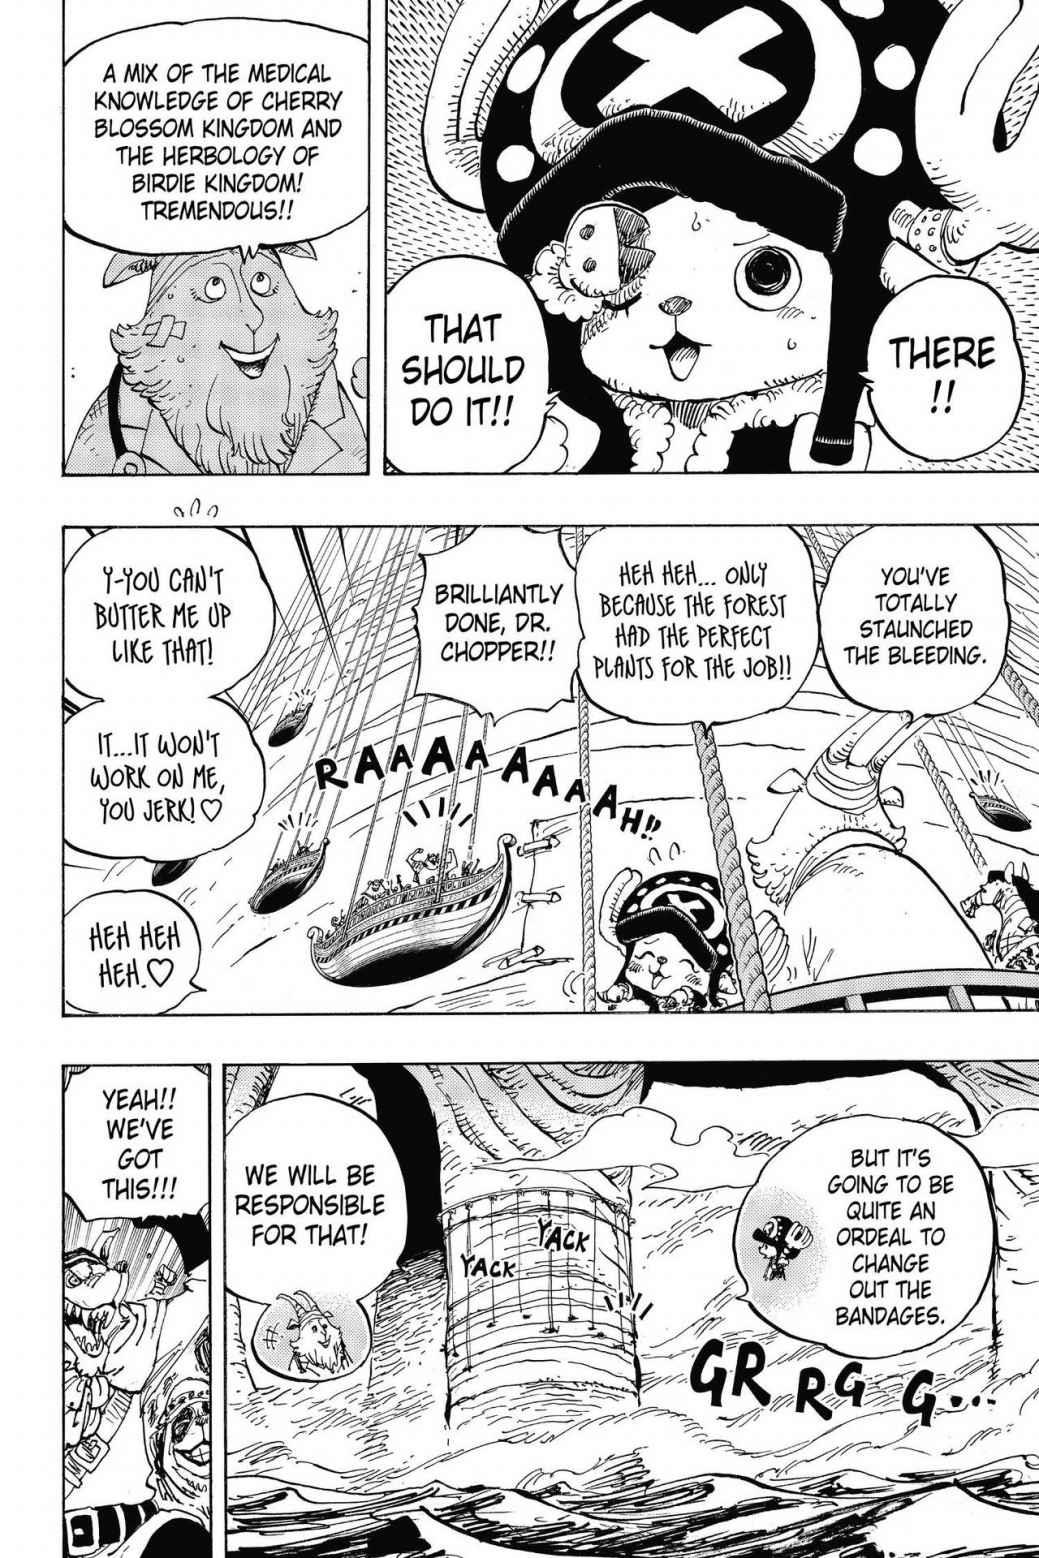 THERE
!!
THAT
SHOULD
DO IT!!
A MIX OF THE MEDICAL
KNOWLEDGE OF CHERRY
BLOSSOM KINGDOM AND
THE HERBOLOGY OF
BIRDIE KINGDOM!
TREMENDOUS!!
YOU'VE
TOTALLY
STAUNCHED
THE BLEEDING.
HEH HEH... ONLY
BECAUSE THE FOREST
HAD THE PERFECT
PLANTS FOR THE JOB!!
BRILLIANTLY
DONE, DR.
CHOPPER!!
RAAAAAAAAAH!!
Y-YOU CAN'T
BUTTER ME UP
LIKE THAT!
IT...IT WON'T
WORK ON ME,
YOU JERK!♡
HEH HEH
HEH.♡
BUT IT'S
GOING TO BE
QUITE AN
ORDEAL TO
CHANGE
OUT THE
BANDAGES.
GRRGG...
YACK
YACK
WE WILL BE
RESPONSIBLE
FOR THAT!
YEAH!!
WE'VE
GOT
THIS!!!